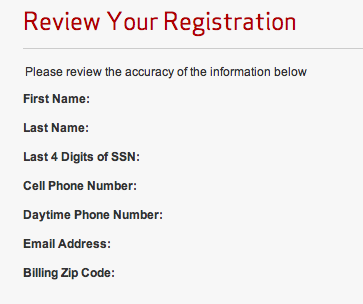 Review Your Registration
Please review the accuracy of the information below
First Name:
Last Name:
Last 4 Digits of SSN:
Cell Phone Number:
Daytime Phone Number:
Email Address:
Billing Zip Code: